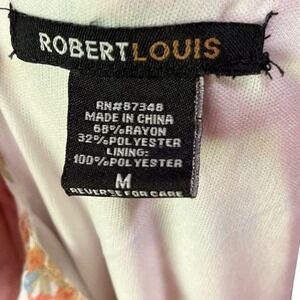 ROBERTLOUIS
RN#87348
MADE IN CHINA
68%RAYON
32%POLYESTER
LINING:
100%POLYESTER
M
REVERSE FOR CARE